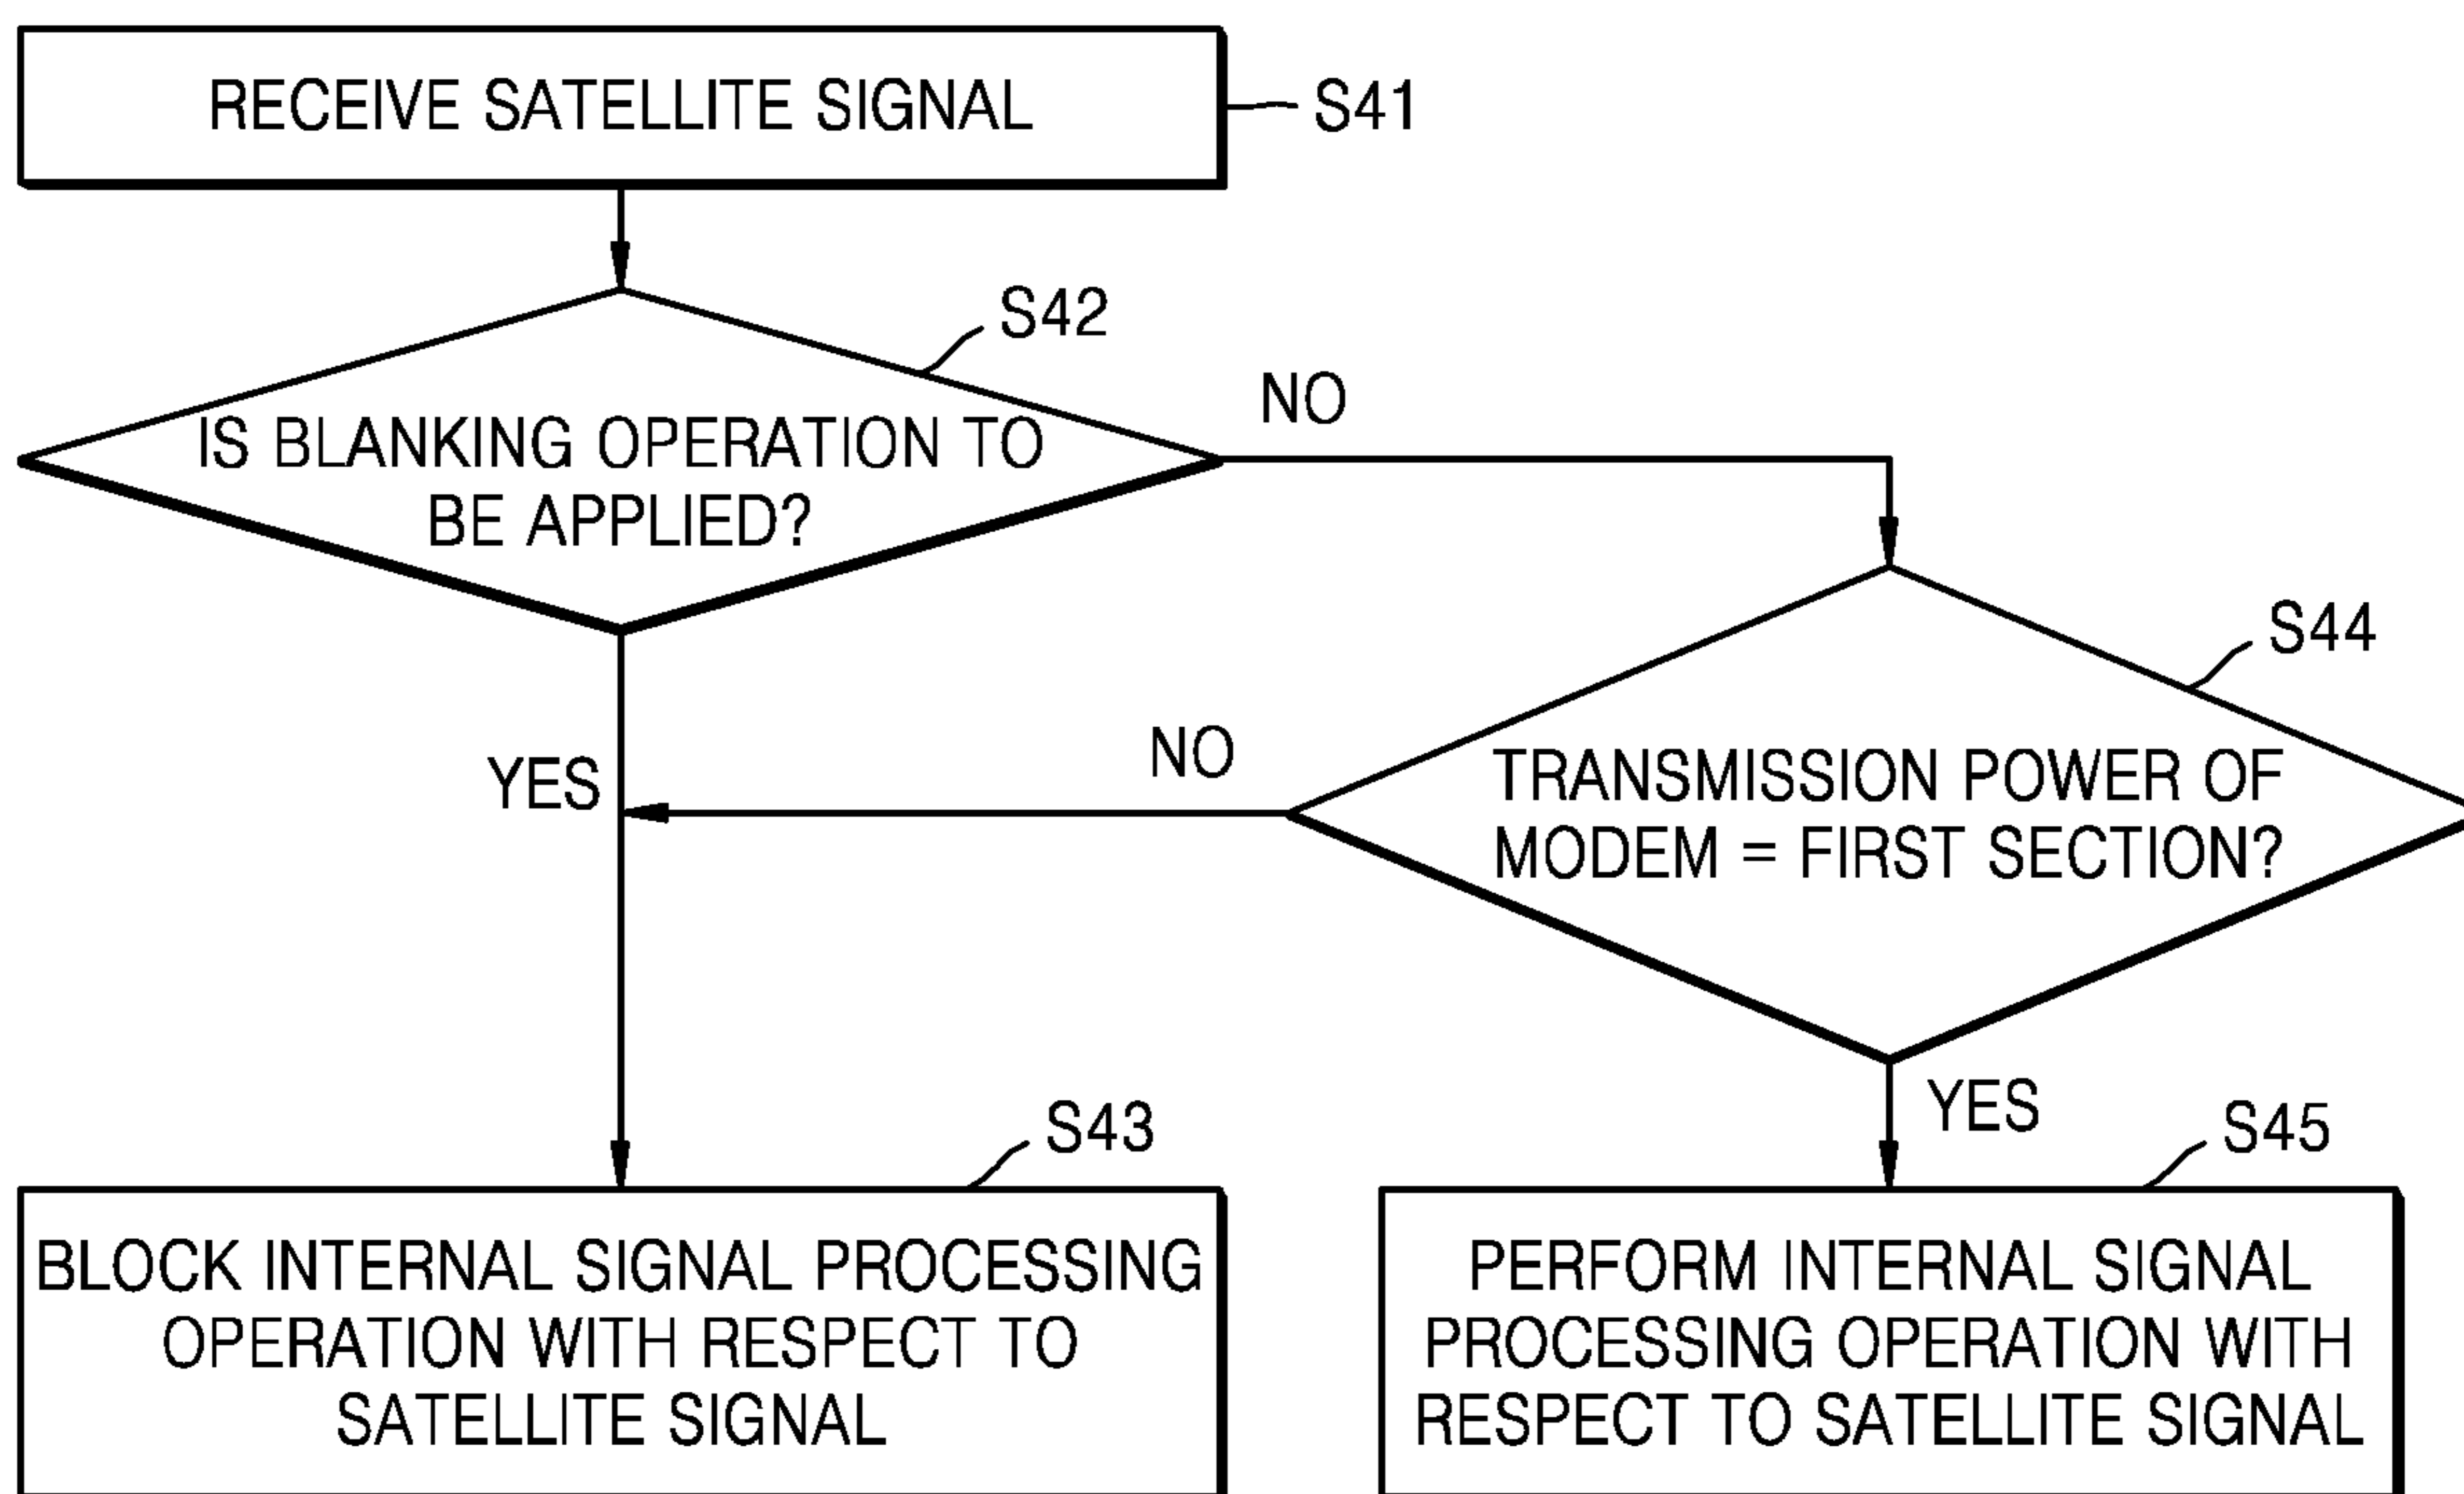 RECEIVE SATELLITE SIGNAL
S41
S42
IS BLANKING OPERATION TO
BE APPLIED?
NO
S44
TRANSMISSION POWER OF
MODEM = FIRST SECTION?
NO
YES
YES
S43
BLOCK INTERNAL SIGNAL PROCESSING
OPERATION WITH RESPECT TO
SATELLITE SIGNAL
S45
PERFORM INTERNAL SIGNAL
PROCESSING OPERATION WITH
RESPECT TO SATELLITE SIGNAL